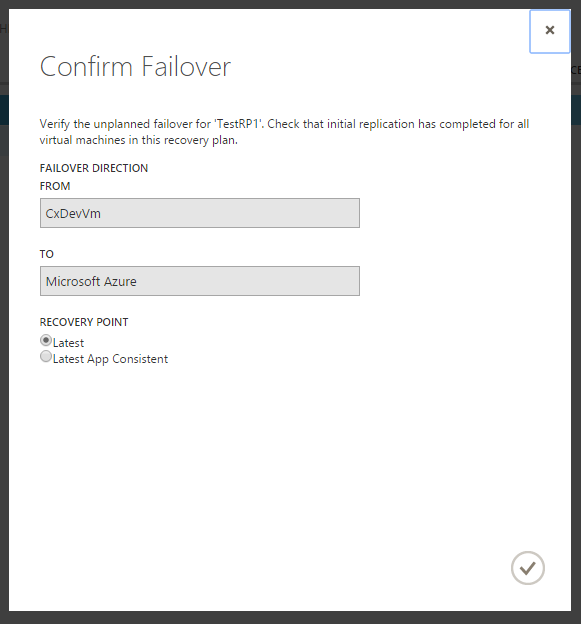 Confirm Failover
Verify the unplanned failover for 'TestRP1'. Check that initial replication has completed for all
virtual machines in this recovery plan.
FAILOVER DIRECTION
FROM
CxDevVm
TO
Microsoft Azure
RECOVERY POINT
Latest
Latest App Consistent